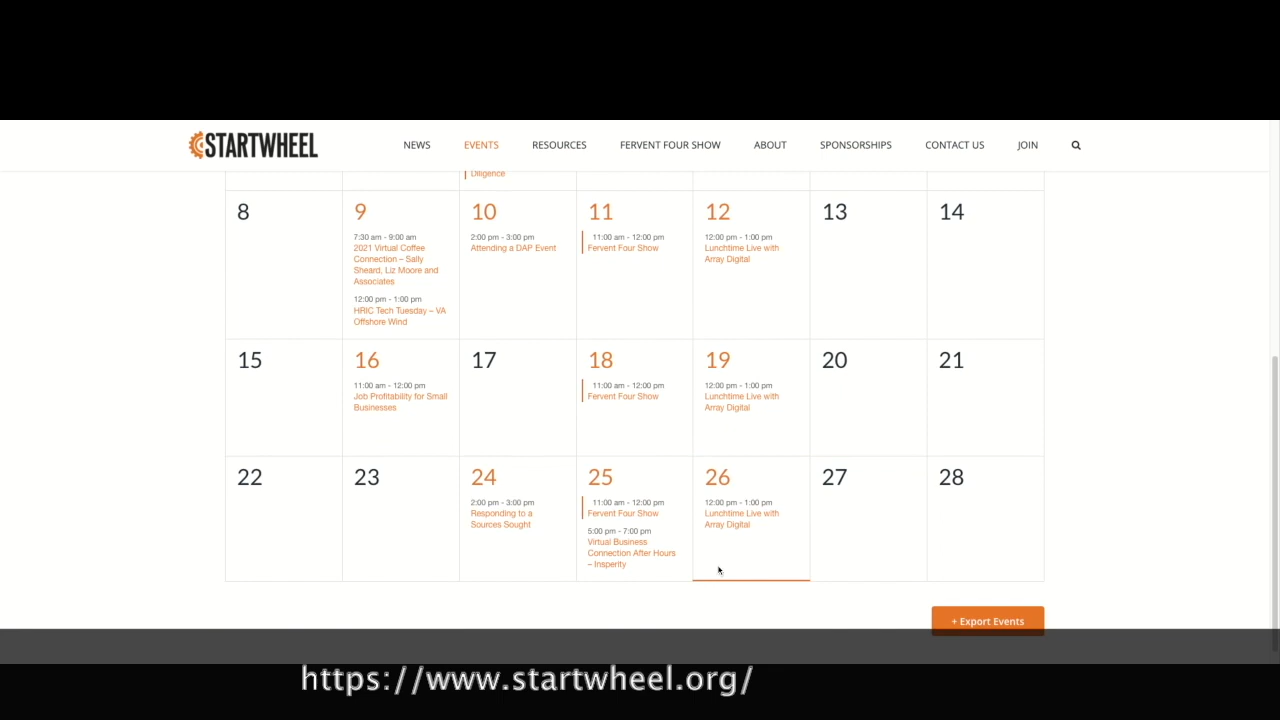 STARTWHEEL
NEWS EVENTS RESOURCES FERVENT FOUR SHOW ABOUT SPONSORSHIPS CONTACT US JOIN
Diligence
8
9
7:30 am - 9:00 am
2021 Virtual Coffee
Connection – Sally
Sheard, Liz Moore and
Associates
12:00 pm - 1:00 pm
HRIC Tech Tuesday – VA
Offshore Wind
10
2:00 pm - 3:00 pm
Attending a DAP Event
11
11:00 am - 12:00 pm
Fervent Four Show
12
12:00 pm - 1:00 pm
Lunchtime Live with
Array Digital
13
14
15
16
11:00 am - 12:00 pm
Job Profitability for Small
Businesses
17
18
11:00 am - 12:00 pm
Fervent Four Show
19
12:00 pm - 1:00 pm
Lunchtime Live with
Array Digital
20
21
22
23
24
2:00 pm - 3:00 pm
Responding to a
Sources Sought
25
11:00 am - 12:00 pm
Fervent Four Show
5:00 pm - 7:00 pm
Virtual Business
Connection After Hours
– Insperity
26
12:00 pm - 1:00 pm
Lunchtime Live with
Array Digital
27
28
+ Export Events
https://www.startwheel.org/